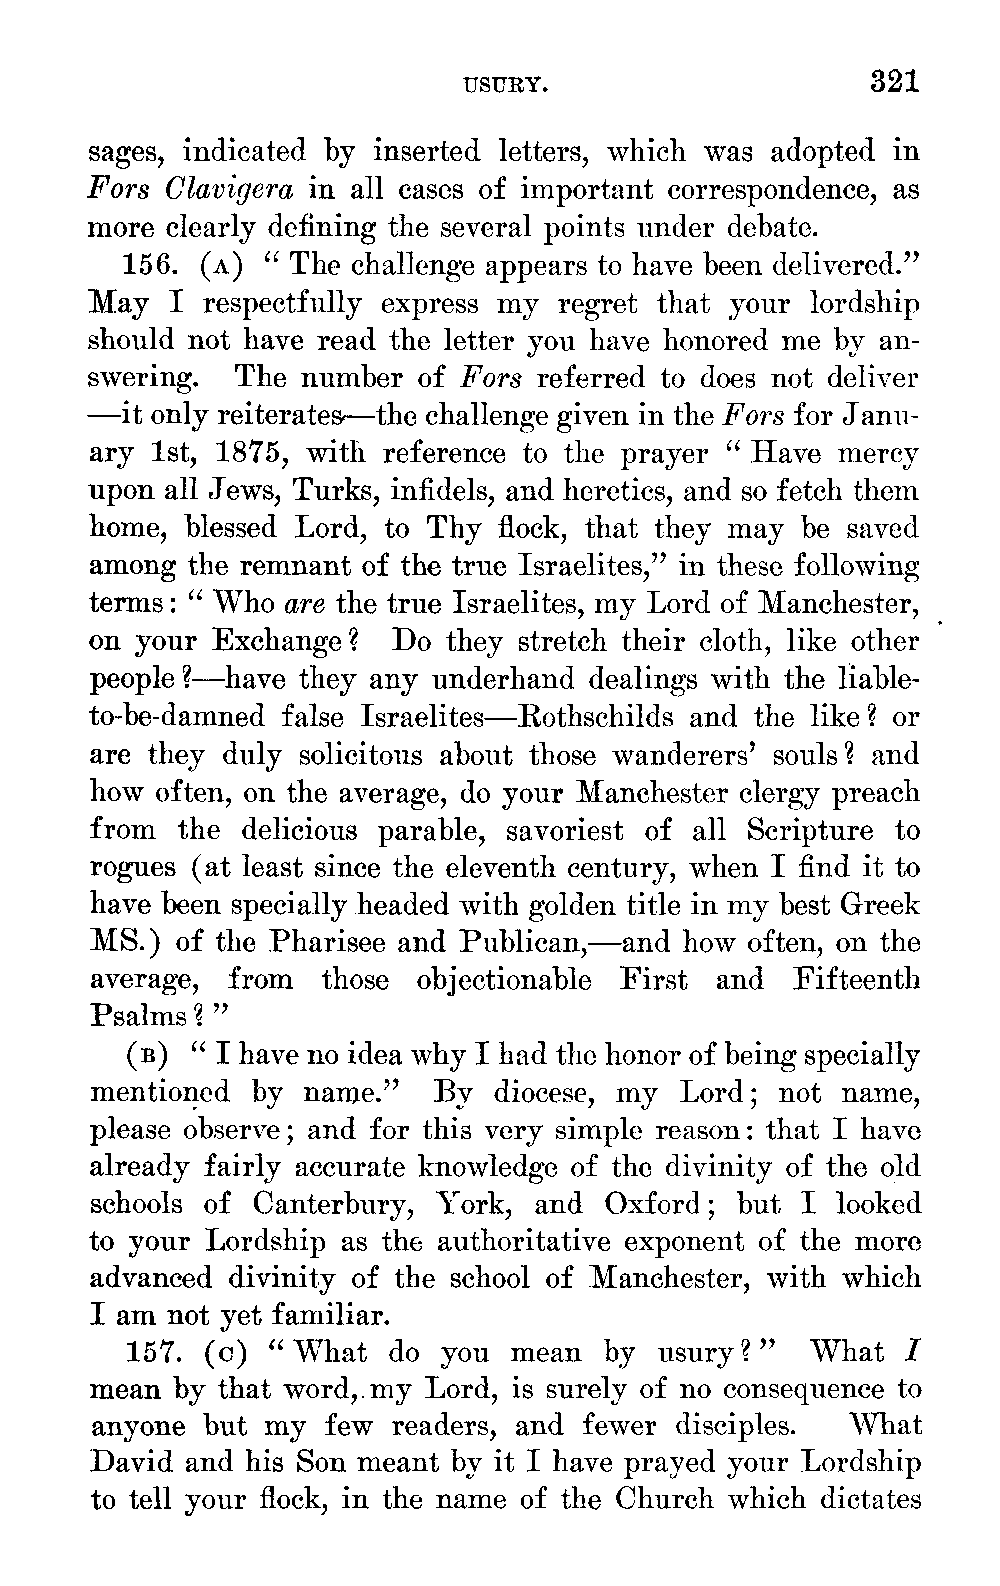 USURY. 321
sages, indicated by inserted letters, which was adopted in
Fors Clavigera in all cases of important correspondence, as
more clearly defining the several points under debate.
156. (A) “ The challenge appears to have been delivered.”
May I respectfully express my regret that your lordship
should not have read the letter you have honored me by an-
swering. The number of Fors referred to does not deliver
—it only reiterates—the challenge given in the Fors for Janu-
ary 1st, 1875, with reference to the prayer “ Have mercy
upon all Jews, Turks, infidels, and heretics, and so fetch them
home, blessed Lord, to Thy flock, that they may be saved
among the remnant of the true Israelites,” in these following
terms: “ Who are the true Israelites, my Lord of Manchester,
on your Exchange? Do they stretch their cloth, like other
people?—have they any underhand dealings with the liable-
to-be-damned false Israelites—Rothschilds and the like? or
are they duly solicitous about those wanderers’ souls? and
how often, on the average, do your Manchester clergy preach
from the delicious parable, savoriest of all Scripture to
rogues (at least since the eleventh century, when I find it to
have been specially headed with golden title in my best Greek
MS.) of the Pharisee and Publican,—and how often, on the
average, from those objectionable First and Fifteenth
Psalms? ”
(B) “ I have no idea why I had the honor of being specially
mentioned by name.” By diocese, my Lord; not name,
please observe; and for this very simple reason: that I have
already fairly accurate knowledge of the divinity of the old
schools of Canterbury, York, and Oxford; but I looked
to your Lordship as the authoritative exponent of the more
advanced divinity of the school of Manchester, with which
I am not yet familiar.
157. (C) “ What do you mean by usury? ” What I
mean by that word, my Lord, is surely of no consequence to
anyone but my few readers, and fewer disciples. What
David and his Son meant by it I have prayed your Lordship
to tell your flock, in the name of the Church which dictates